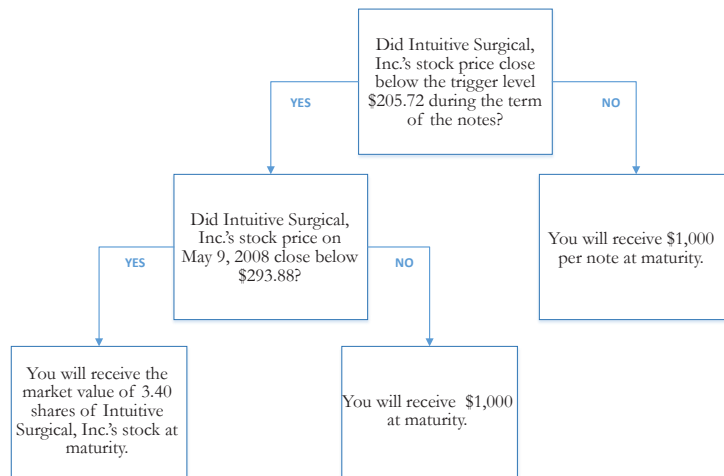 Did Intuitive Surgical,
Inc.'s stock price close
below the trigger level
$205.72 during the term
of the notes?
YES
NO
Did Intuitive Surgical,
Inc.'s stock price on
May 9, 2008 close below
$293.88?
You will receive $1,000
per note at maturity.
YES
NO
You will receive the
market value of 3.40
shares of Intuitive
Surgical, Inc.'s stock at
maturity.
You will receive $1,000
at maturity.